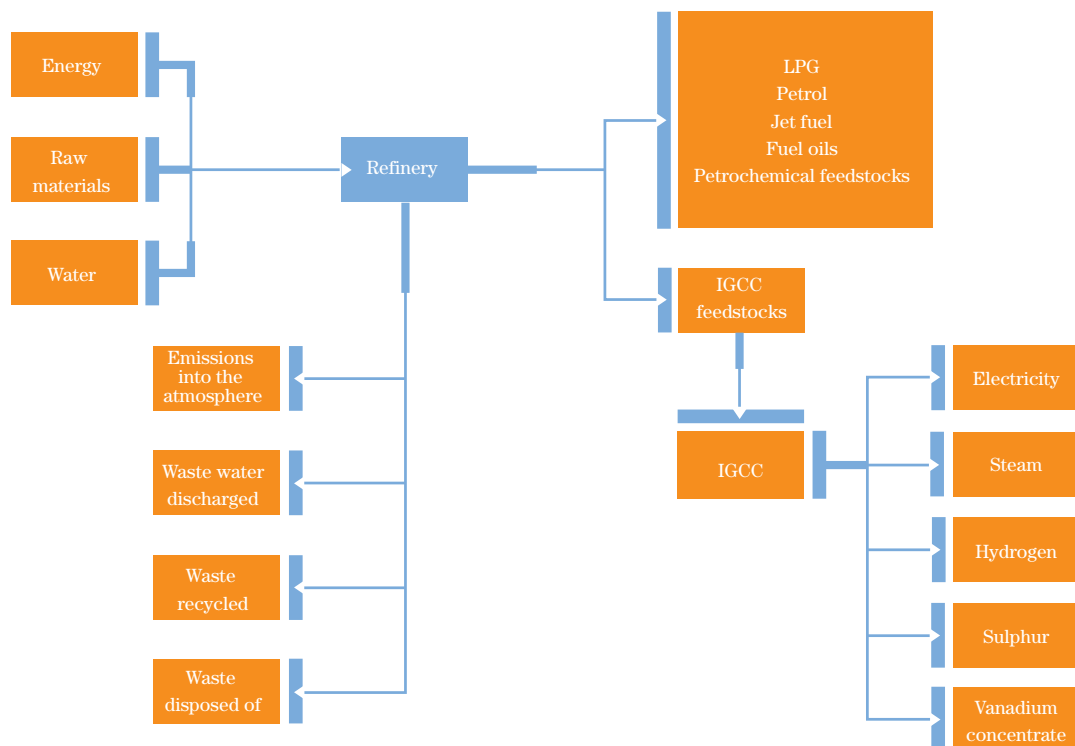 Energy
Raw
materials
Water
Refinery
LPG
Petrol
Jet fuel
Fuel oils
Petrochemical feedstocks
IGCC
feedstocks
Emissions
into the
atmosphere
Waste water
discharged
Waste
recycled
Waste
disposed of
IGCC
Electricity
Steam
Hydrogen
Sulphur
Vanadium
concentrate